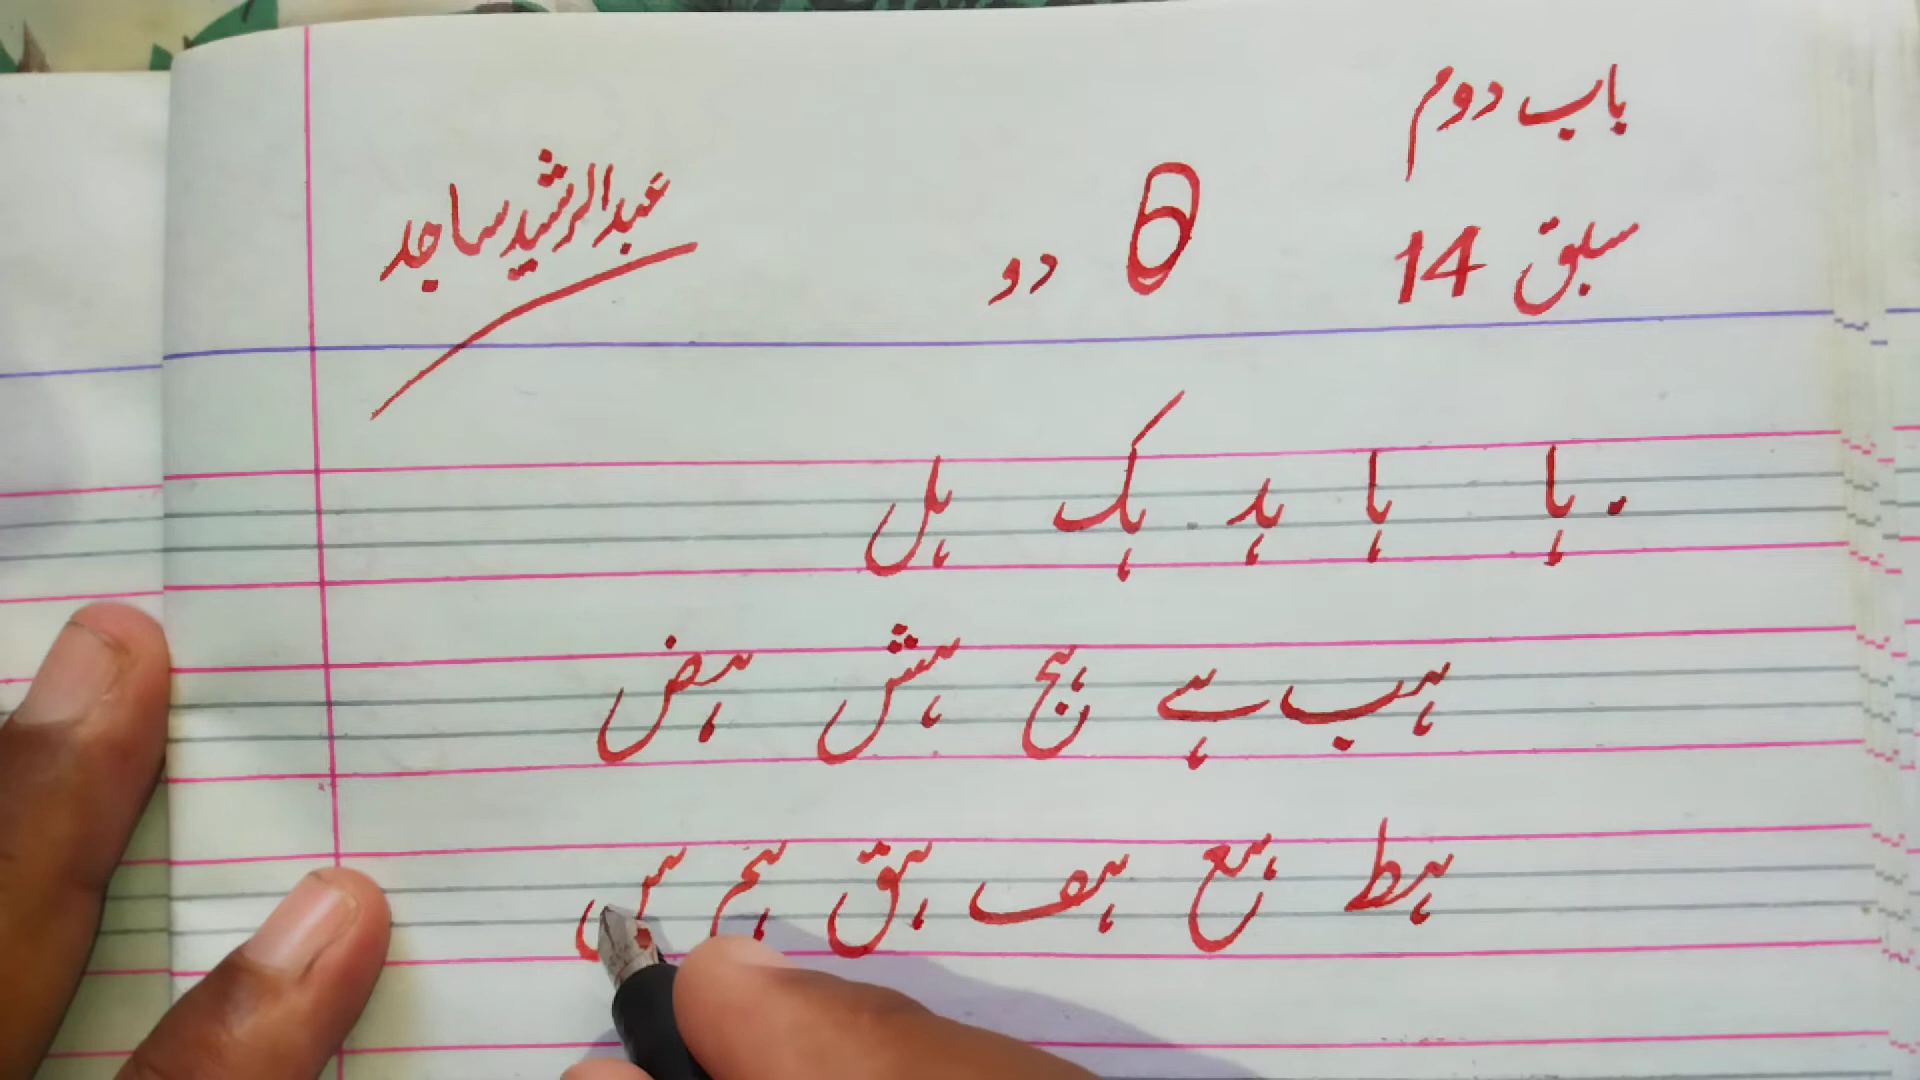 باب دوم
سبق 14
ہ دو
عبدالرشید ساجد
ہا ہا ہد ہک ہل
ہب ہے ہج ہش ہض
ہط ہع ہف ہق ہم